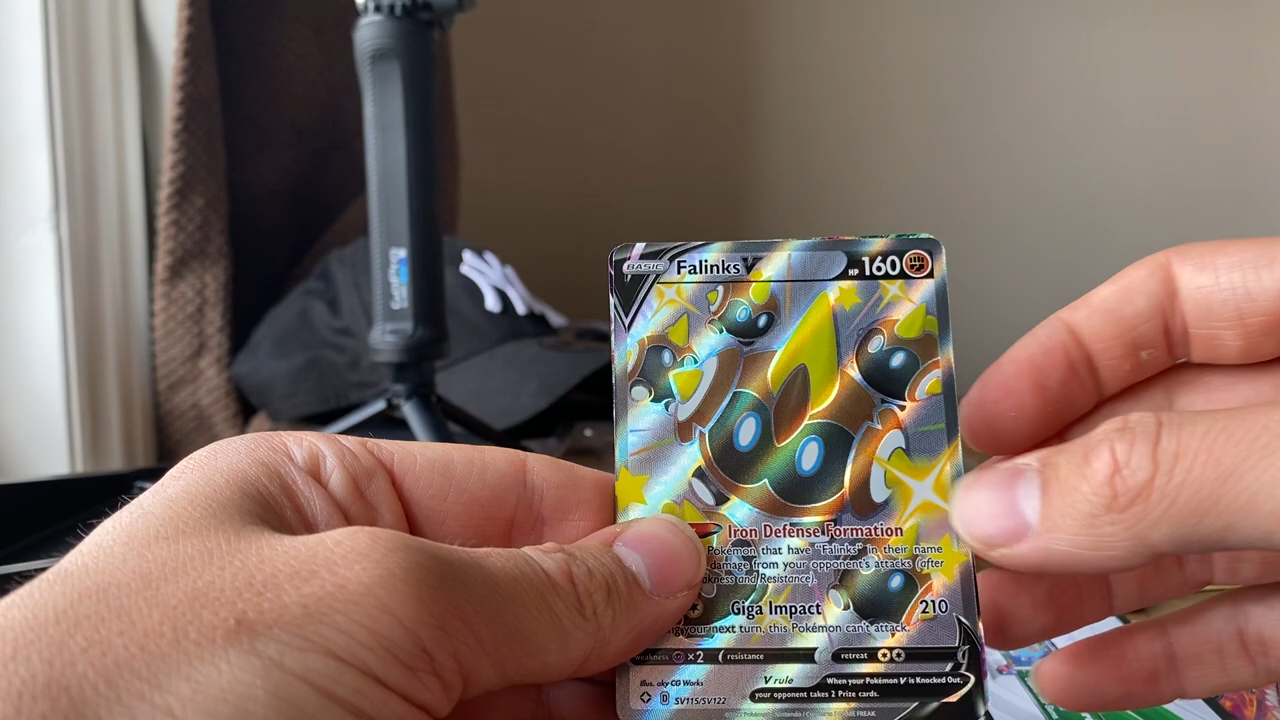 NY
BASIC Falinks V HP 160
Iron Defense Formation
Pokémon that have "Falinks" in their name
damage from your opponent's attacks (after
akness and Resistance).
Giga Impact 210
g your next turn, this Pokémon can't attack.
weakness ×2 resistance retreat
Illus. aky CG Works V rule When your Pokémon V is Knocked Out,
your opponent takes 2 Prize cards.
D SV115/SV122